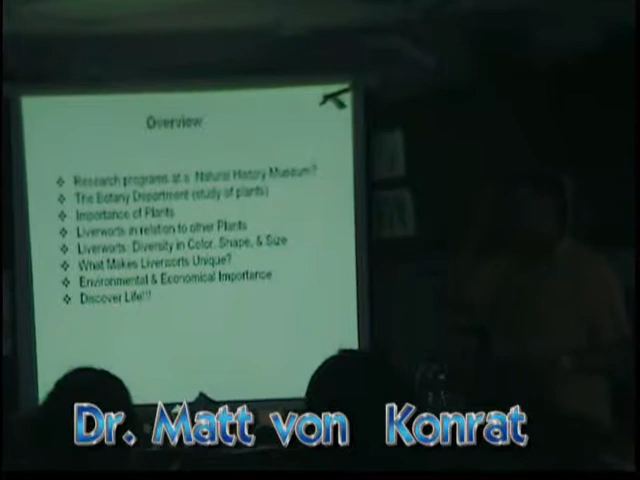 Overview
Research programs at a Natural History Museum?
The Botany Department (study of plants)
Importance of Plants
Liverworts in relation to other Plants
Liverworts: Diversity in Color, Shape, & Size
What Makes Liverworts Unique?
Environmental & Economical Importance
Discover Life!!!
Dr. Matt von Konrat